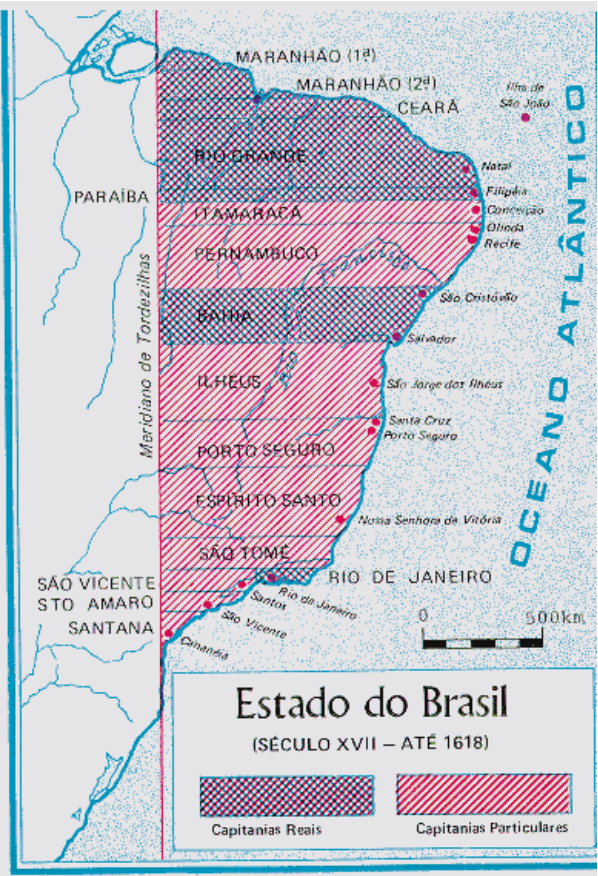 MARANHÃO (1ª)
MARANHÃO (2ª)
CEARÁ
Ilha de
São João
OCEANO ATLÂNTICO
RIO GRANDE
Natal
PARAÍBA
Filipéia
ITAMARACÁ
Conceição
Olinda
PERNAMBUCO
Recife
Meridiano de Tordezilhas
São Cristóvão
BAHIA
Salvador
ILHEUS
São Jorge dos Ilhéus
Santa Cruz
Porto Seguro
PORTO SEGURO
ESPÍRITO SANTO
Nossa Senhora da Vitória
SÃO TOMÉ
RIO DE JANEIRO
SÃO VICENTE
STO AMARO
SANTANA
Rio de Janeiro
Santos
São Vicente
Cananéia
0 500km
Estado do Brasil
(SÉCULO XVII – ATÉ 1618)
Capitanias Reais
Capitanias Particulares